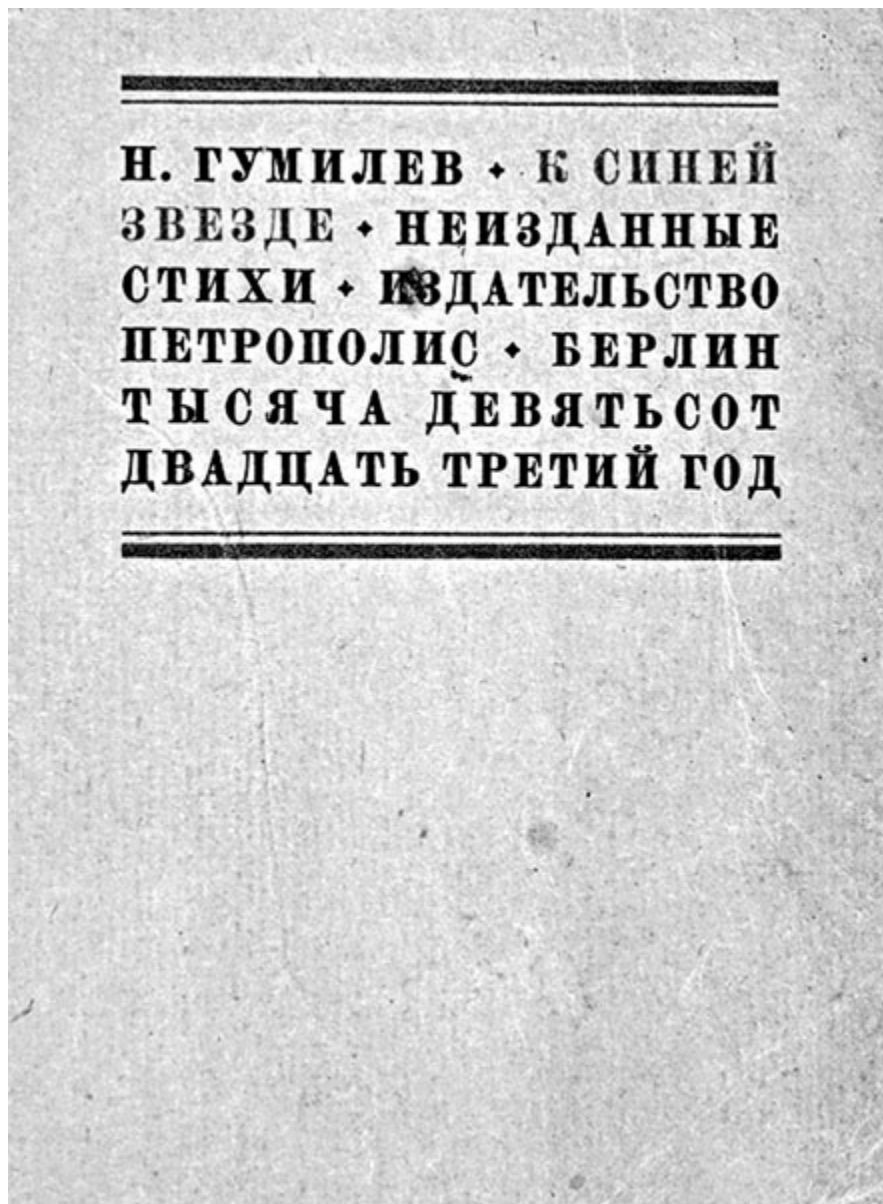 Н. ГУМИЛЕВ • К СИНЕЙ
ЗВЕЗДЕ • НЕИЗДАННЫЕ
СТИХИ • ИЗДАТЕЛЬСТВО
ПЕТРОПОЛИС • БЕРЛИН
ТЫСЯЧА ДЕВЯТЬСОТ
ДВАДЦАТЬ ТРЕТИЙ ГОД